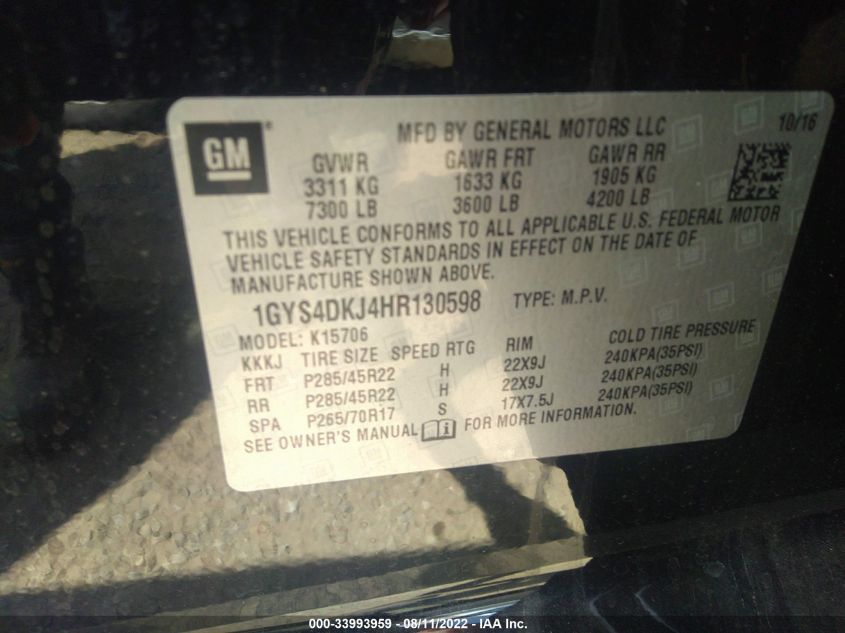 GM®
MFD BY GENERAL MOTORS LLC 10/16
GVWR GAWR FRT GAWR RR
3311 KG 1633 KG 1905 KG
7300 LB 3600 LB 4200 LB
THIS VEHICLE CONFORMS TO ALL APPLICABLE U.S. FEDERAL MOTOR
VEHICLE SAFETY STANDARDS IN EFFECT ON THE DATE OF
MANUFACTURE SHOWN ABOVE.
1GYS4DKJ4HR130598 TYPE: M.P.V.
MODEL: K15706
KKKJ TIRE SIZE SPEED RTG RIM COLD TIRE PRESSURE
FRT P285/45R22 H 22X9J 240KPA(35PSI)
RR P285/45R22 H 22X9J 240KPA(35PSI)
SPA P265/70R17 S 17X7.5J 240KPA(35PSI)
SEE OWNER'S MANUAL i FOR MORE INFORMATION.
000-33993959 - 08/11/2022 - IAA Inc.